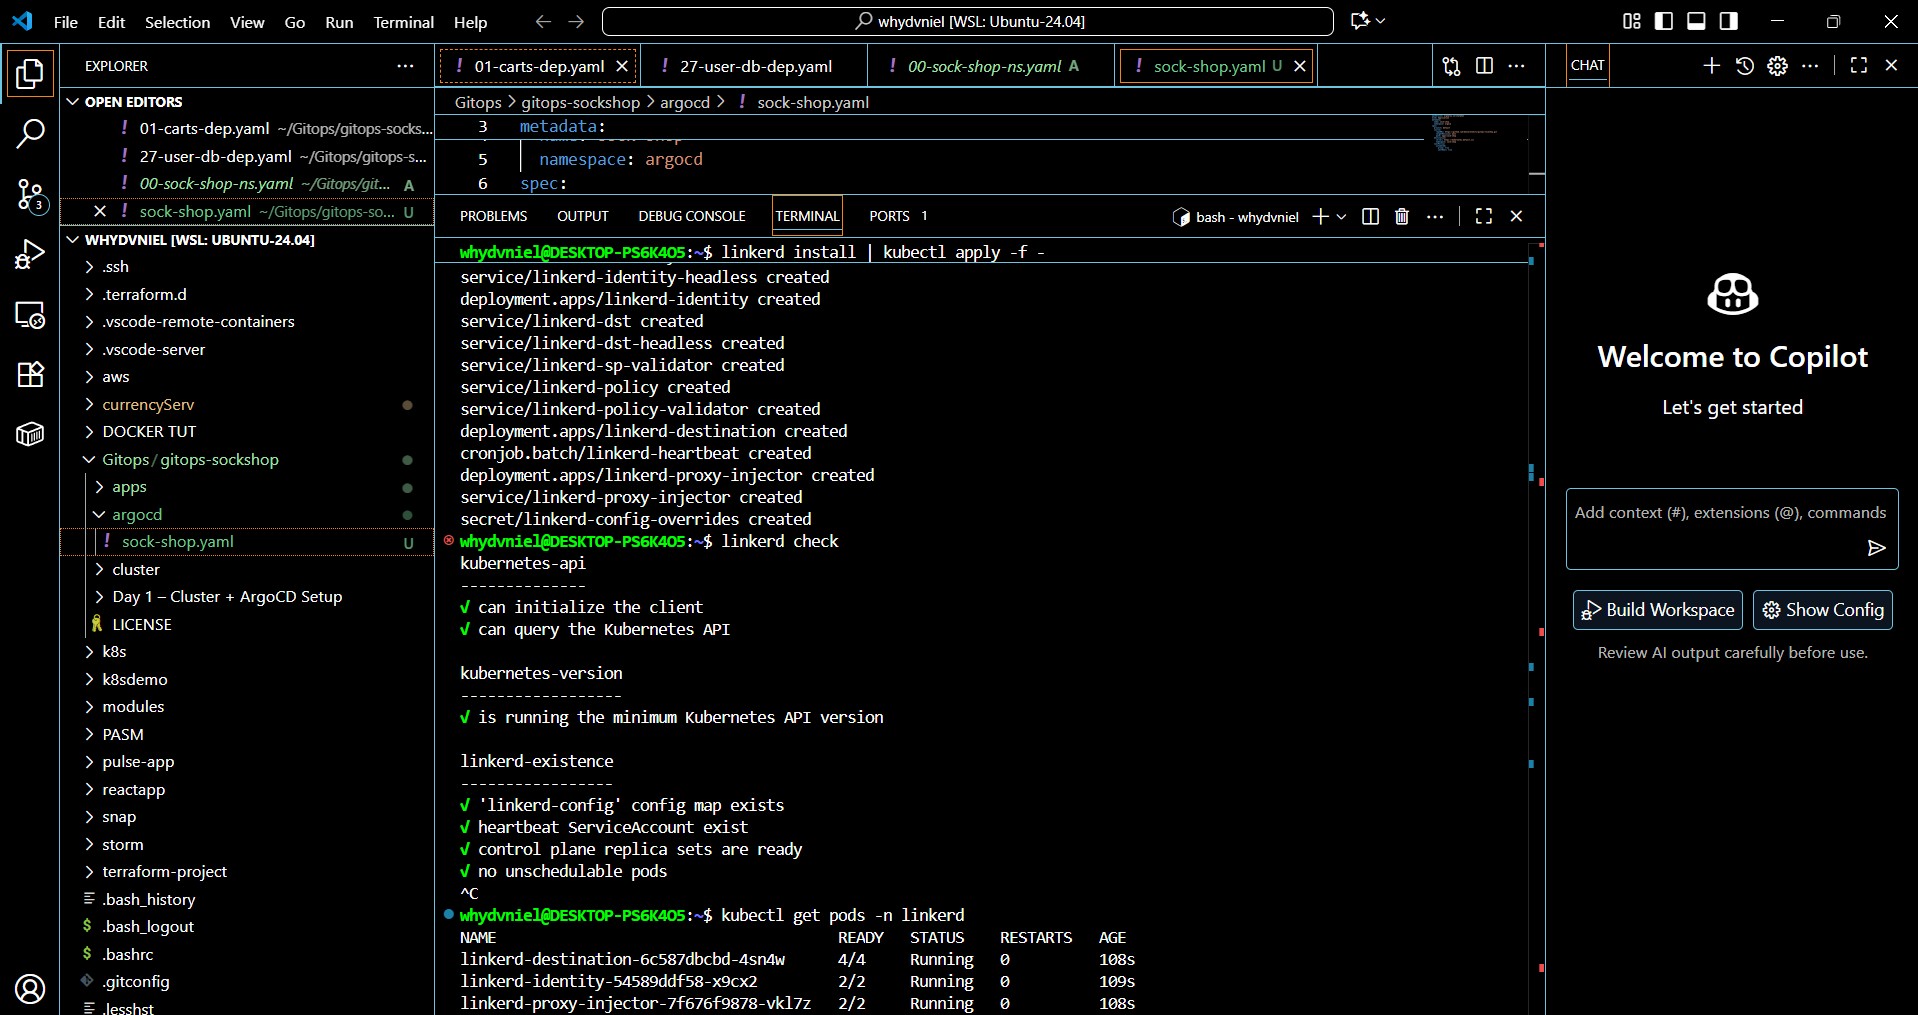 File Edit Selection View Go Run Terminal Help
whydvniel [WSL: Ubuntu-24.04]
EXPLORER
OPEN EDITORS
! 01-carts-dep.yaml ~/Gitops/gitops-socks...
! 27-user-db-dep.yaml ~/Gitops/gitops-s...
! 00-sock-shop-ns.yaml ~/Gitops/git... A
! sock-shop.yaml ~/Gitops/gitops-so... U
WHYDVNIEL [WSL: UBUNTU-24.04]
.ssh
.terraform.d
.vscode-remote-containers
.vscode-server
aws
currencyServ
DOCKER TUT
Gitops / gitops-sockshop
apps
argocd
! sock-shop.yaml U
cluster
Day 1 – Cluster + ArgoCD Setup
LICENSE
k8s
k8sdemo
modules
PASM
pulse-app
reactapp
snap
storm
terraform-project
.bash_history
$ .bash_logout
$ .bashrc
.gitconfig
.lesshst
3
! 01-carts-dep.yaml
! 27-user-db-dep.yaml
! 00-sock-shop-ns.yaml A
! sock-shop.yaml U
Gitops > gitops-sockshop > argocd > ! sock-shop.yaml
3 metadata:
name: sock-shop
5 namespace: argocd
6 spec:
PROBLEMS OUTPUT DEBUG CONSOLE TERMINAL PORTS 1
bash - whydvniel
whydvniel@DESKTOP-PS6K4O5:~$ linkerd install | kubectl apply -f -
service/linkerd-identity-headless created
deployment.apps/linkerd-identity created
service/linkerd-dst created
service/linkerd-dst-headless created
service/linkerd-sp-validator created
service/linkerd-policy created
service/linkerd-policy-validator created
deployment.apps/linkerd-destination created
cronjob.batch/linkerd-heartbeat created
deployment.apps/linkerd-proxy-injector created
service/linkerd-proxy-injector created
secret/linkerd-config-overrides created
whydvniel@DESKTOP-PS6K4O5:~$ linkerd check
kubernetes-api
--------------
√ can initialize the client
√ can query the Kubernetes API
kubernetes-version
------------------
√ is running the minimum Kubernetes API version
linkerd-existence
-----------------
√ 'linkerd-config' config map exists
√ heartbeat ServiceAccount exist
√ control plane replica sets are ready
√ no unschedulable pods
^C
whydvniel@DESKTOP-PS6K4O5:~$ kubectl get pods -n linkerd
NAME READY STATUS RESTARTS AGE
linkerd-destination-6c587dbcbd-4sn4w 4/4 Running 0 108s
linkerd-identity-54589ddf58-x9cx2 2/2 Running 0 109s
linkerd-proxy-injector-7f676f9878-vkl7z 2/2 Running 0 108s
CHAT
Welcome to Copilot
Let's get started
Add context (#), extensions (@), commands
Build Workspace
Show Config
Review AI output carefully before use.